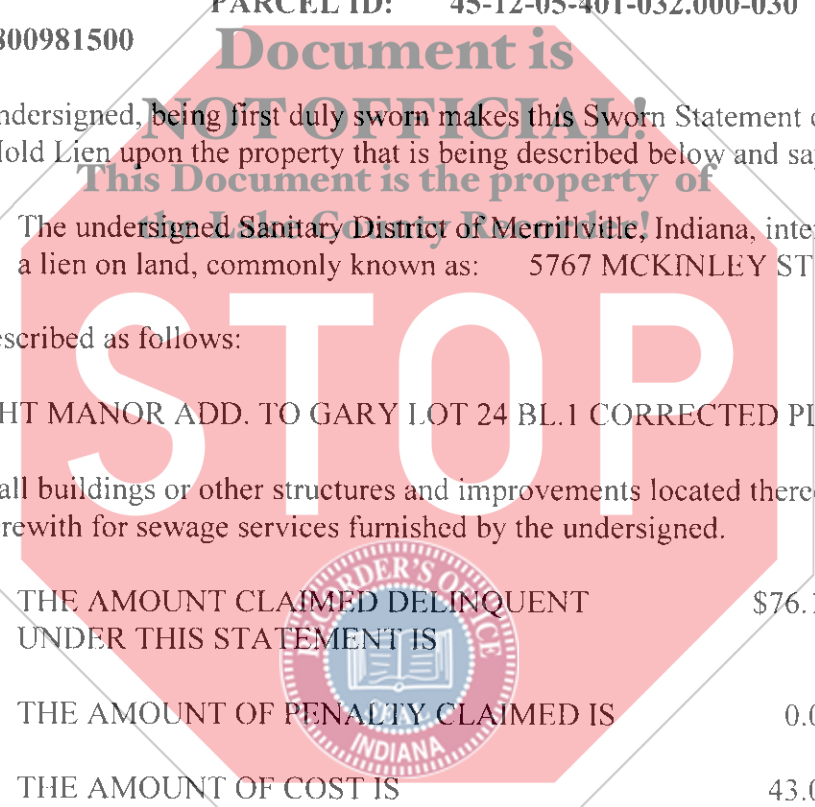 PARCEL ID: 45-12-05-401-032.000-030
800981500
Document is
NOT OFFICIAL!
This Document is the property of
the Lake County Recorder!
ndersigned, being first duly sworn makes this Sworn Statement
Hold Lien upon the property that is being described below and sa
The undersigned Sanitary District of Merrillville, Indiana, inte
a lien on land, commonly known as: 5767 MCKINLEY ST
escribed as follows:
STOP
HT MANOR ADD. TO GARY LOT 24 BL.1 CORRECTED PL
all buildings or other structures and improvements located there
rewith for sewage services furnished by the undersigned.
RECORDER'S OFFICE
LAKE
INDIANA
THE AMOUNT CLAIMED DELINQUENT $76.1
UNDER THIS STATEMENT IS
THE AMOUNT OF PENALTY CLAIMED IS 0.0
THE AMOUNT OF COST IS 43.0